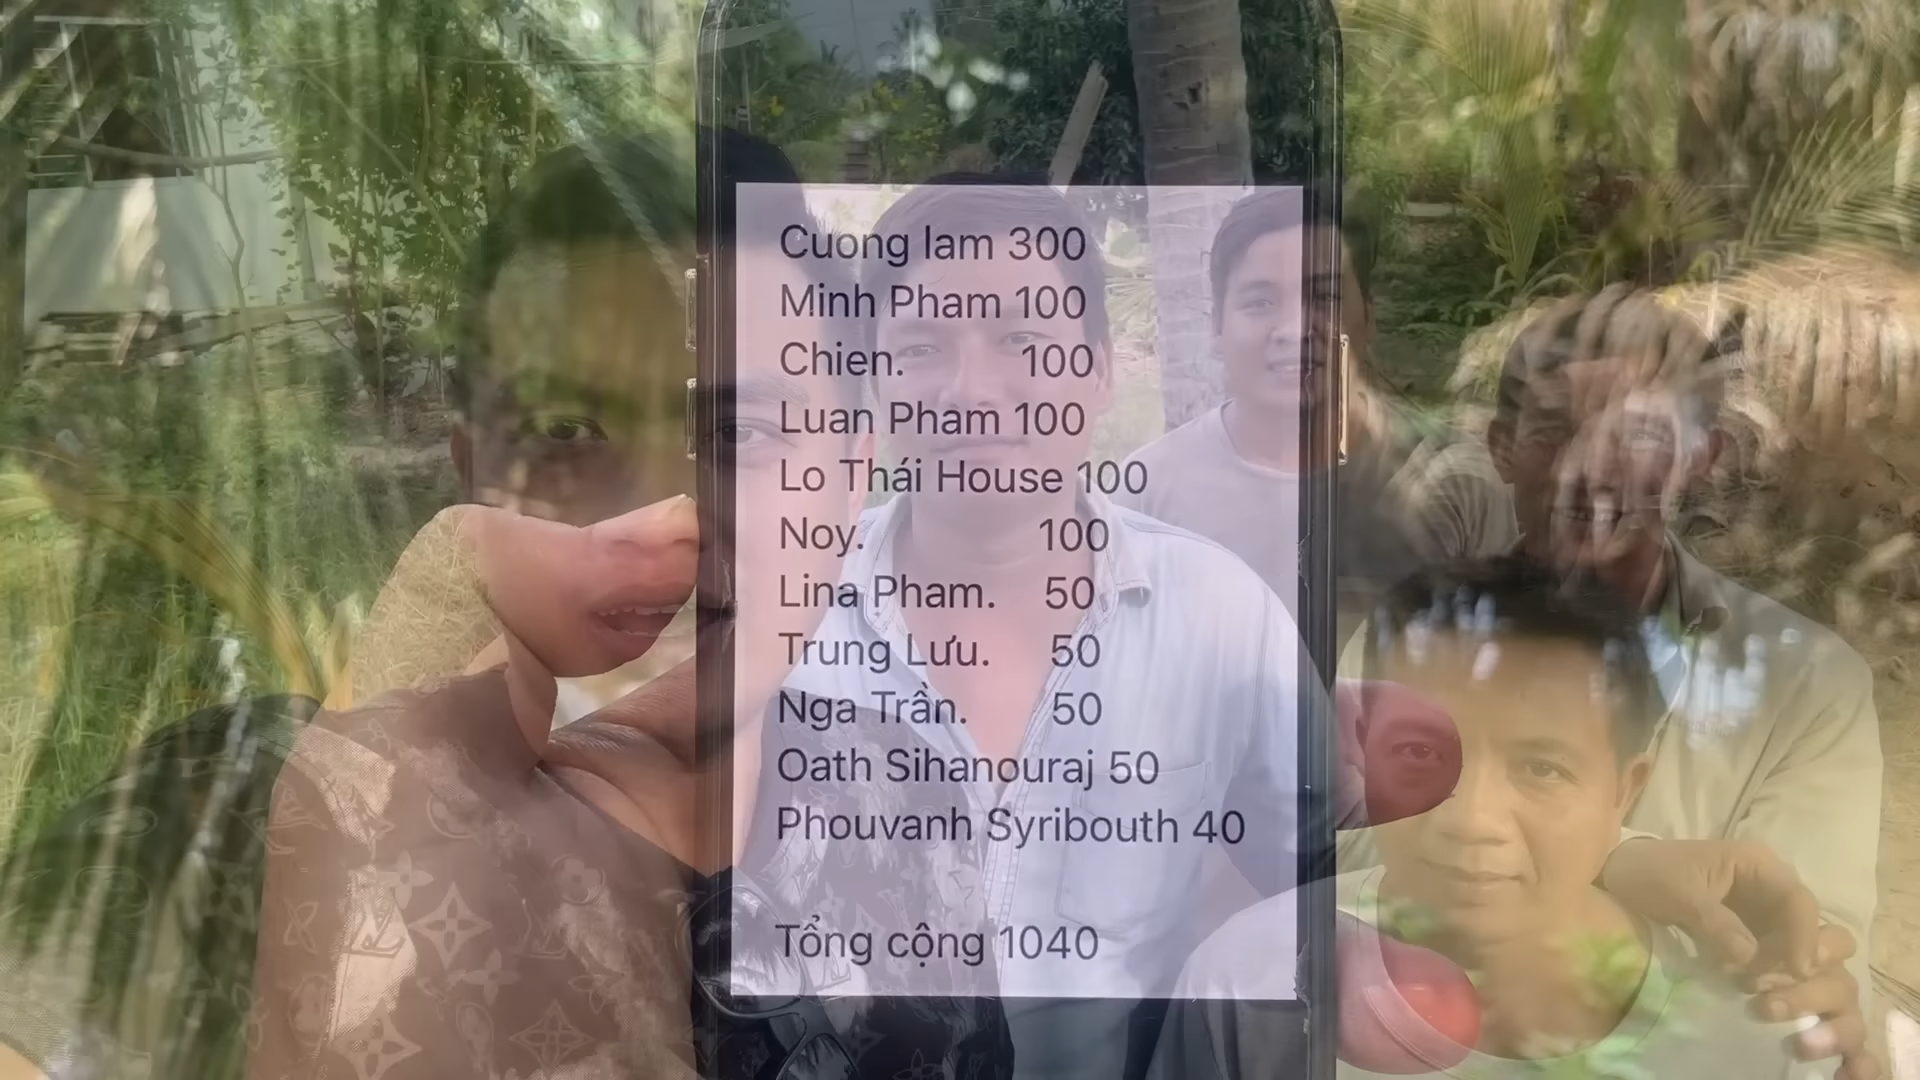 Cuong lam 300
Minh Pham 100
Chien. 100
Luan Pham 100
Lo Thái House 100
Noy. 100
Lina Pham. 50
Trung Lưu. 50
Nga Trần. 50
Oath Sihanouraj 50
Phouvanh Syribouth 40
Tổng cộng 1040